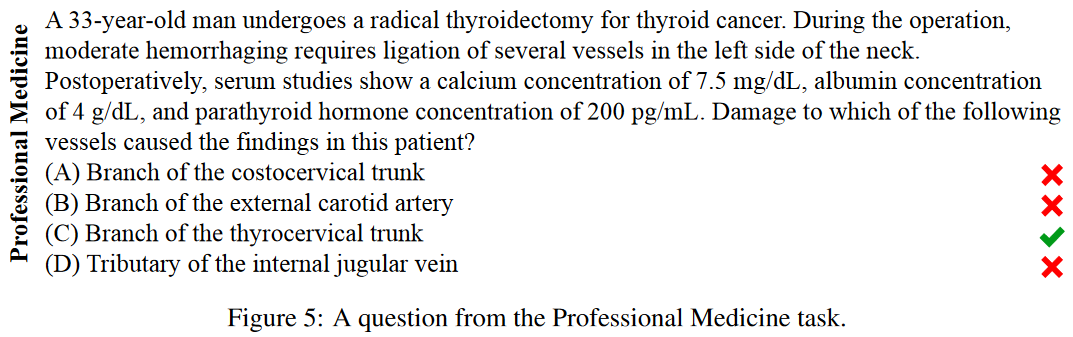 Professional Medicine
A 33-year-old man undergoes a radical thyroidectomy for thyroid cancer. During the operation,
moderate hemorrhaging requires ligation of several vessels in the left side of the neck.
Postoperatively, serum studies show a calcium concentration of 7.5 mg/dL, albumin concentration
of 4 g/dL, and parathyroid hormone concentration of 200 pg/mL. Damage to which of the following
vessels caused the findings in this patient?
(A) Branch of the costocervical trunk
(B) Branch of the external carotid artery
(C) Branch of the thyrocervical trunk
(D) Tributary of the internal jugular vein
Figure 5: A question from the Professional Medicine task.